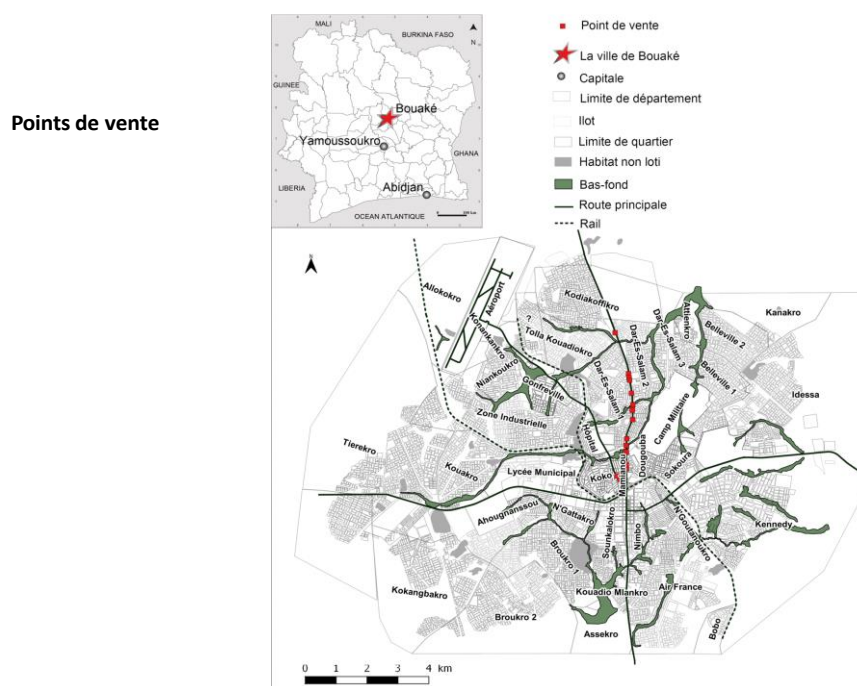 Points de vente
MALI
BURKINA FASO
N
GUINEE
Bouaké
Yamoussoukro
GHANA
LIBERIA
Abidjan
OCEAN ATLANTIQUE
Point de vente
La ville de Bouaké
Capitale
Limite de département
Ilot
Limite de quartier
Habitat non loti
Bas-fond
Route principale
Rail
N
Allokokro
Aéroport
Kodiakoffikro
Attienkro
Kanakro
?
Tolla Kouadiokro
Dar-Es-Salam 2
Dar-Es-Salam 3
Belleville 2
Konankankro
Niankoukro
Gonfreville
Dar-Es-Salam 1
Belleville 1
Idessa
Zone Industrielle
Hôpital
Camp Militaire
Tierekro
Kouakro
Lycée Municipal
Koko
Mamianou
Dougouba
Sokoura
Ahougnanssou
N'Gattakro
Sounkalokro
Nimbo
N'Goutanoukro
Kennedy
Broukro 1
Kokangbakro
Kouadio Mlankro
Air France
Broukro 2
Assekro
Bobo
0 1 2 3 4 km